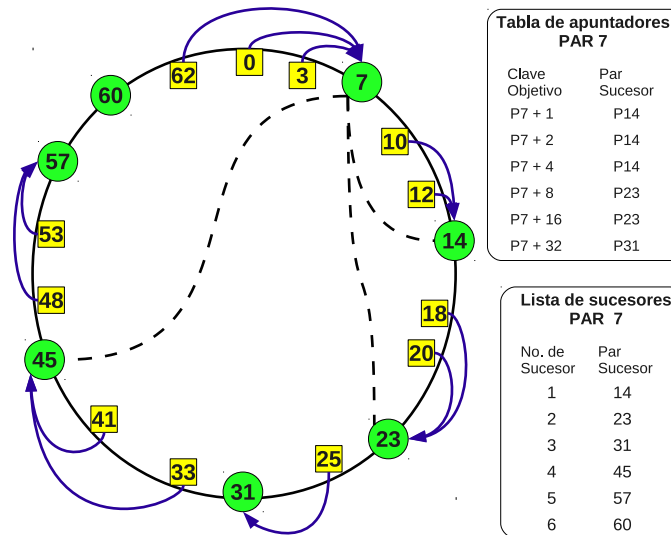 62
0
3
7
60
10
57
12
53
14
48
18
20
45
41
23
33
25
31
Tabla de apuntadores
PAR 7
Clave Par
Objetivo Sucesor
P7 + 1 P14
P7 + 2 P14
P7 + 4 P14
P7 + 8 P23
P7 + 16 P23
P7 + 32 P31
Lista de sucesores
PAR 7
No. de Par
Sucesor Sucesor
1 14
2 23
3 31
4 45
5 57
6 60